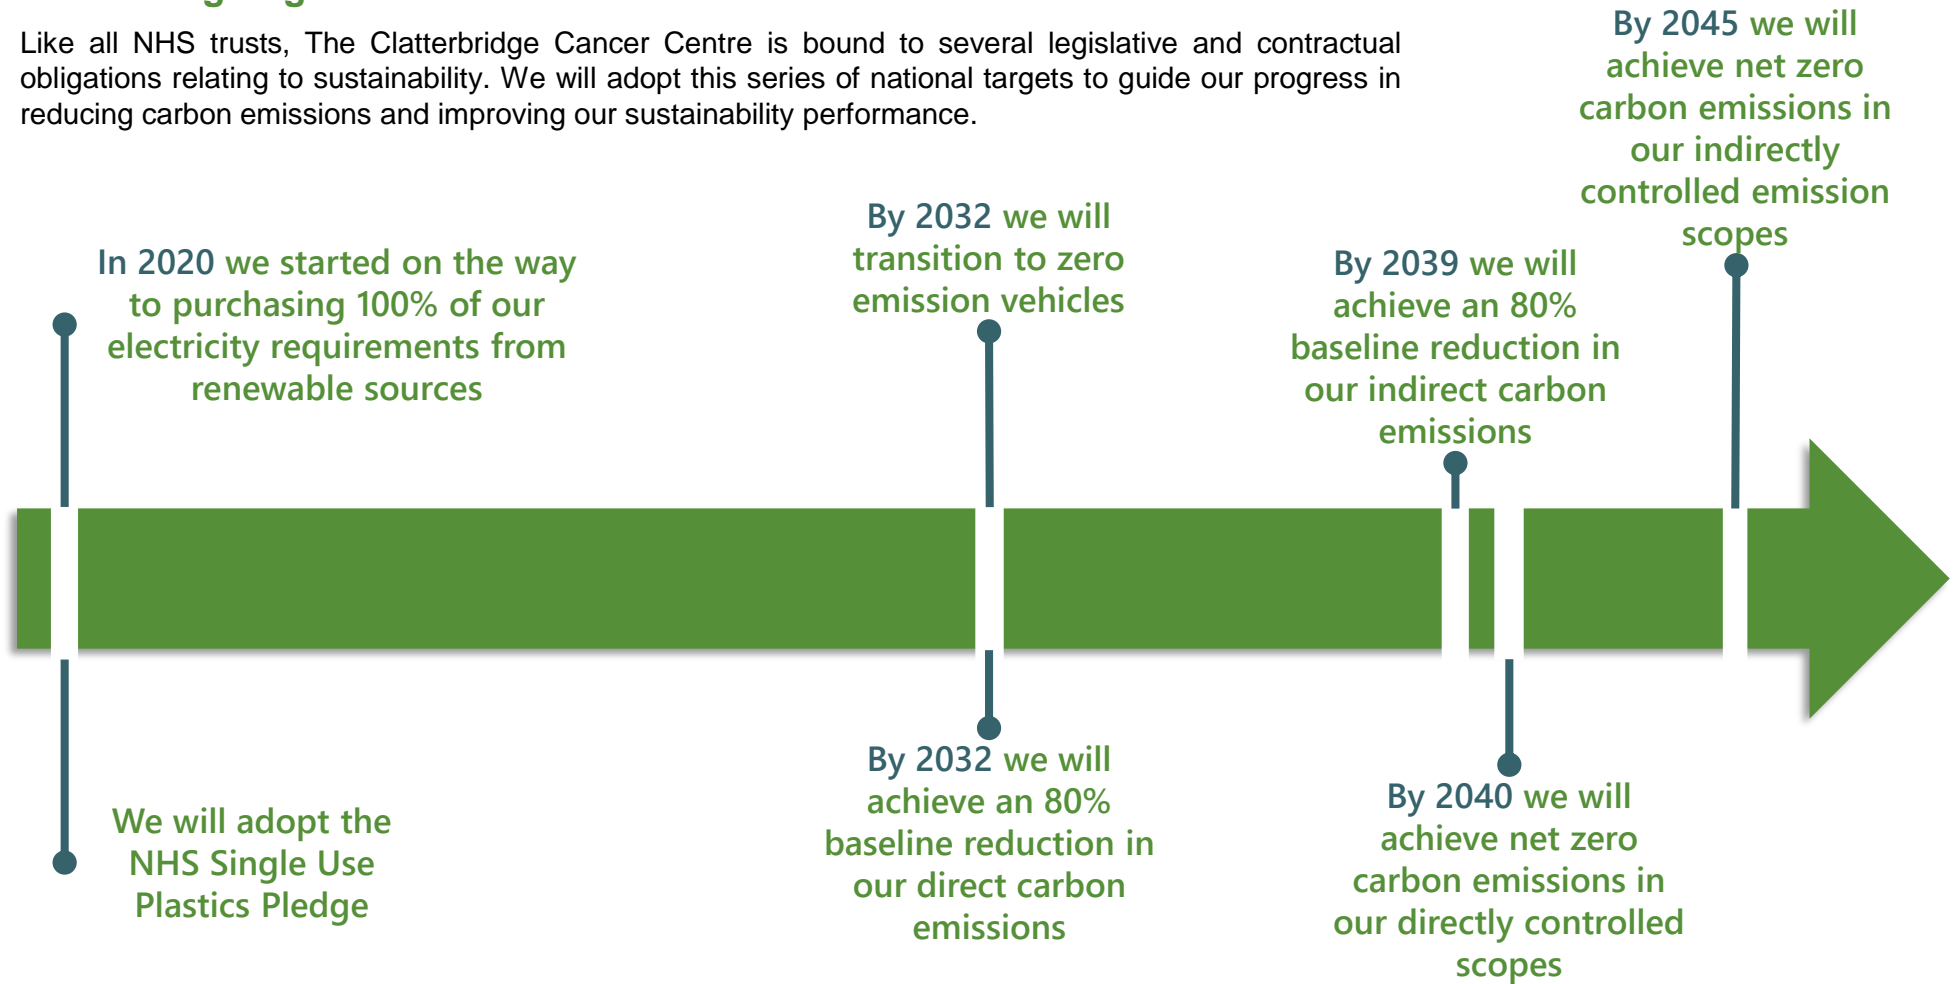 Like all NHS trusts, The Clatterbridge Cancer Centre is bound to several legislative and contractual
obligations relating to sustainability. We will adopt this series of national targets to guide our progress in
reducing carbon emissions and improving our sustainability performance.
In 2020 we started on the way
to purchasing 100% of our
electricity requirements from
renewable sources
We will adopt the
NHS Single Use
Plastics Pledge
By 2032 we will
transition to zero
emission vehicles
By 2032 we will
achieve an 80%
baseline reduction in
our direct carbon
emissions
By 2039 we will
achieve an 80%
baseline reduction in
our indirect carbon
emissions
By 2040 we will
achieve net zero
carbon emissions in
our directly controlled
scopes
By 2045 we will
achieve net zero
carbon emissions in
our indirectly
controlled emission
scopes